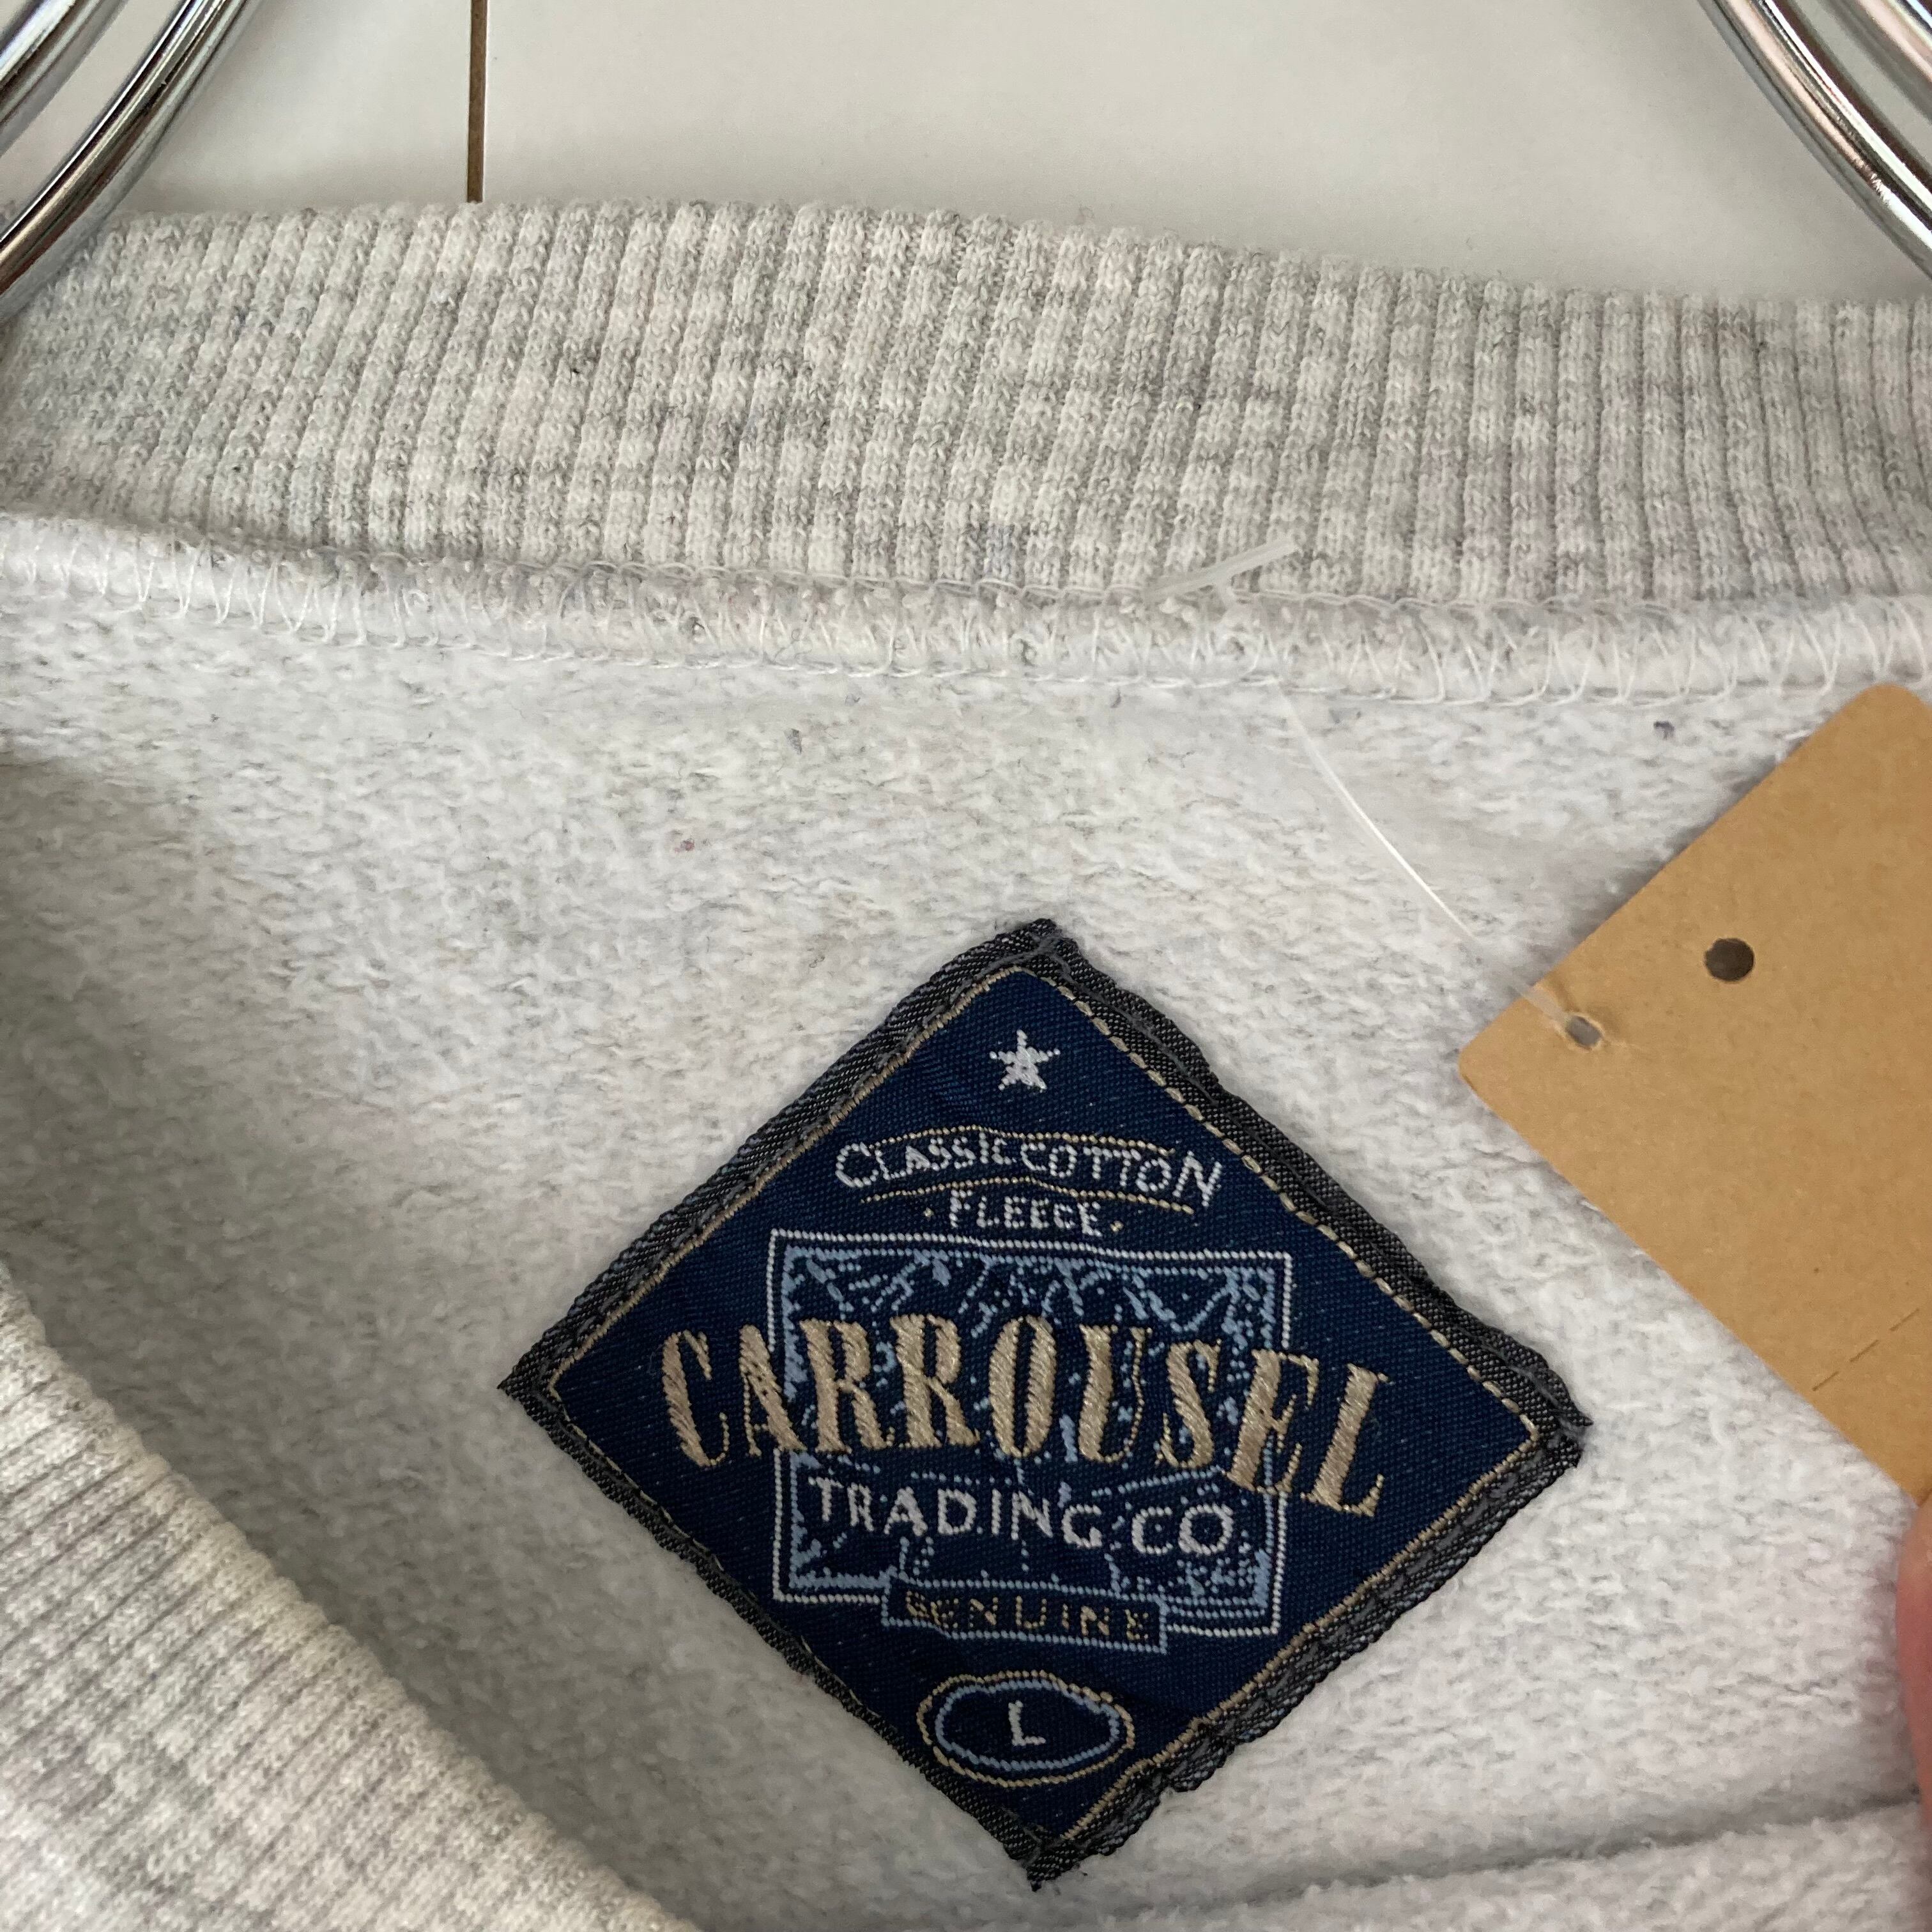 CLASSIC COTTON
FLEECE
CARROUSEL
TRADING CO
GENUINE
L